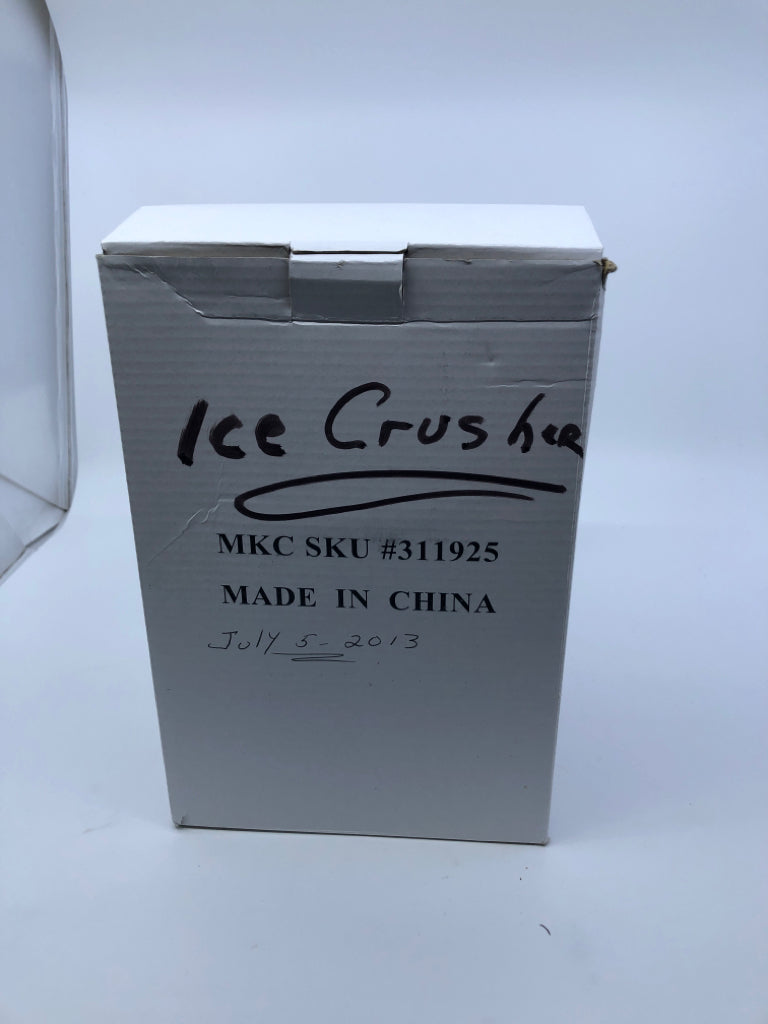 Ice Crusher
MKC SKU #311925
MADE IN CHINA
July 5-2013